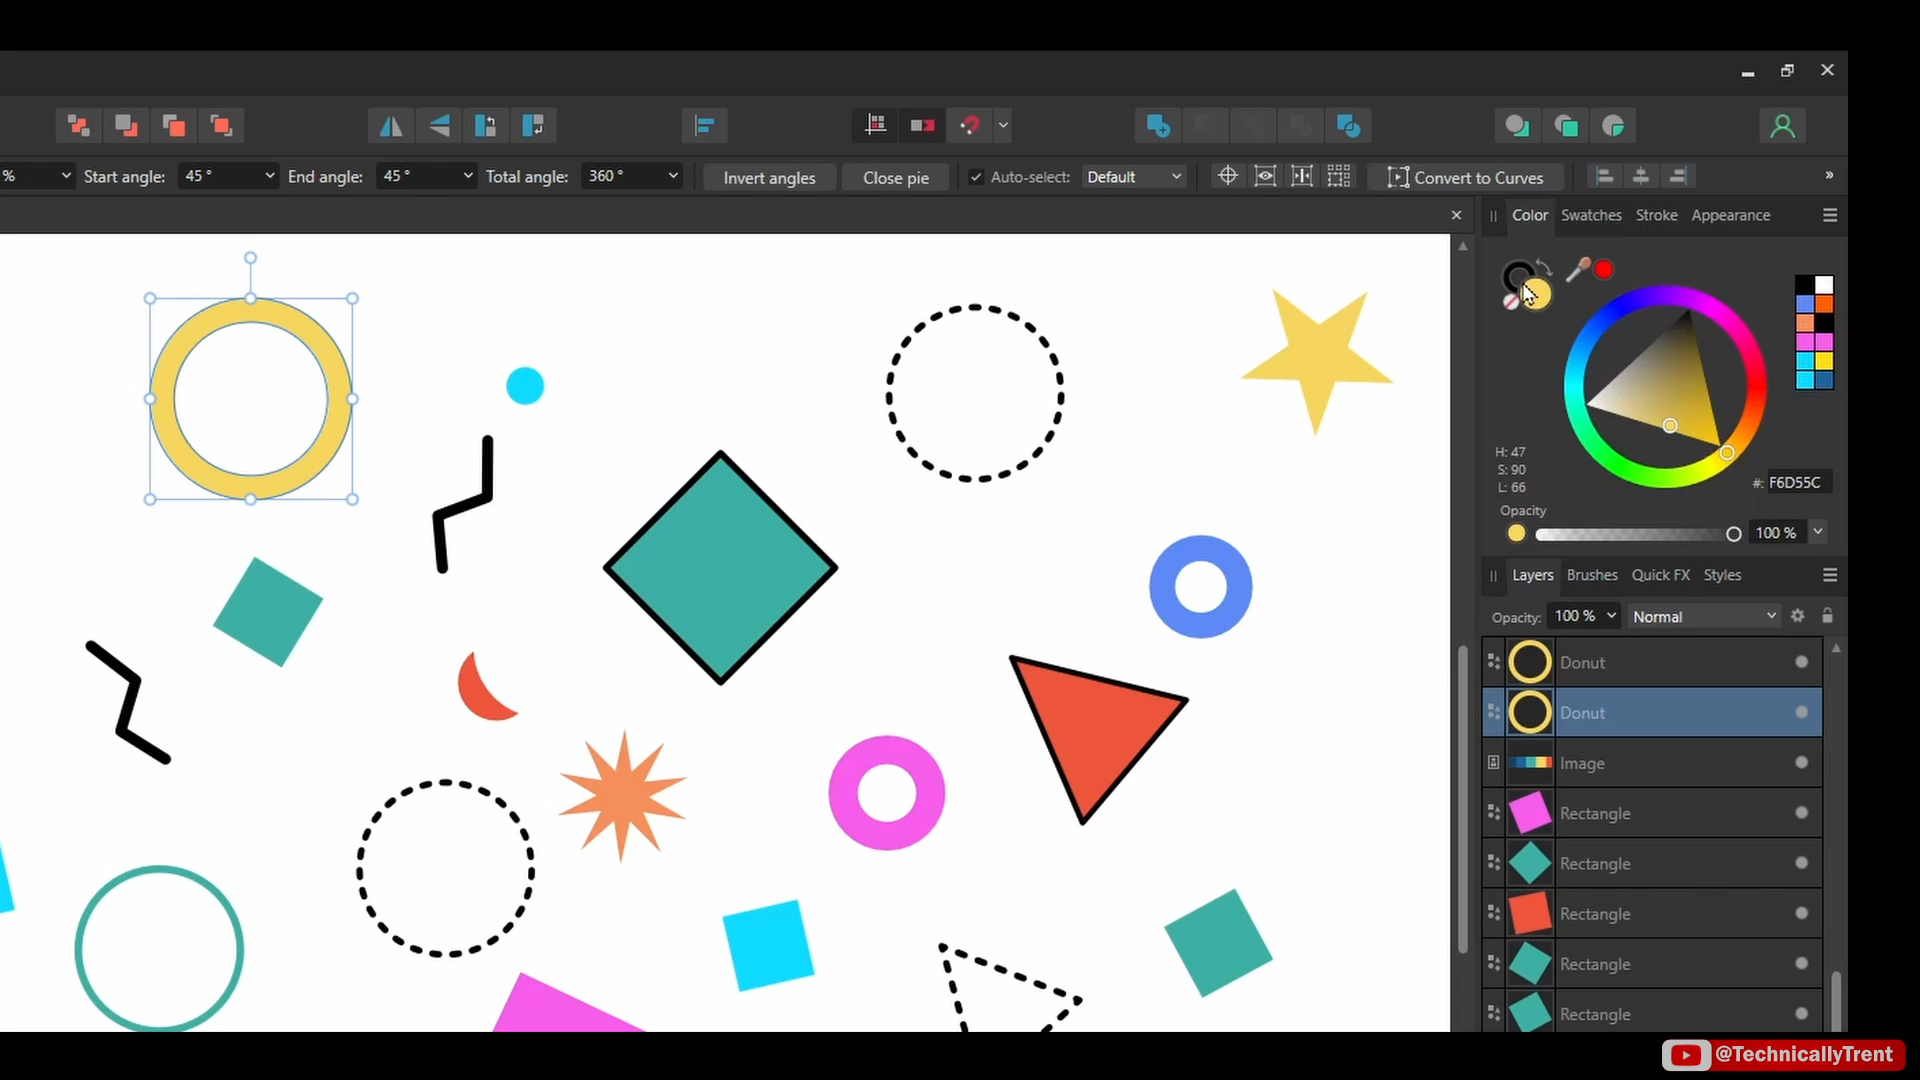 % Start angle: 45 ° End angle: 45 ° Total angle: 360 ° Invert angles Close pie Auto-select: Default Convert to Curves »
Color Swatches Stroke Appearance
H: 47
S: 90
L: 66
#: F6D55C
Opacity
100 %
Layers Brushes Quick FX Styles
Opacity: 100 % Normal
Donut
Donut
Image
Rectangle
Rectangle
Rectangle
Rectangle
Rectangle
@TechnicallyTrent